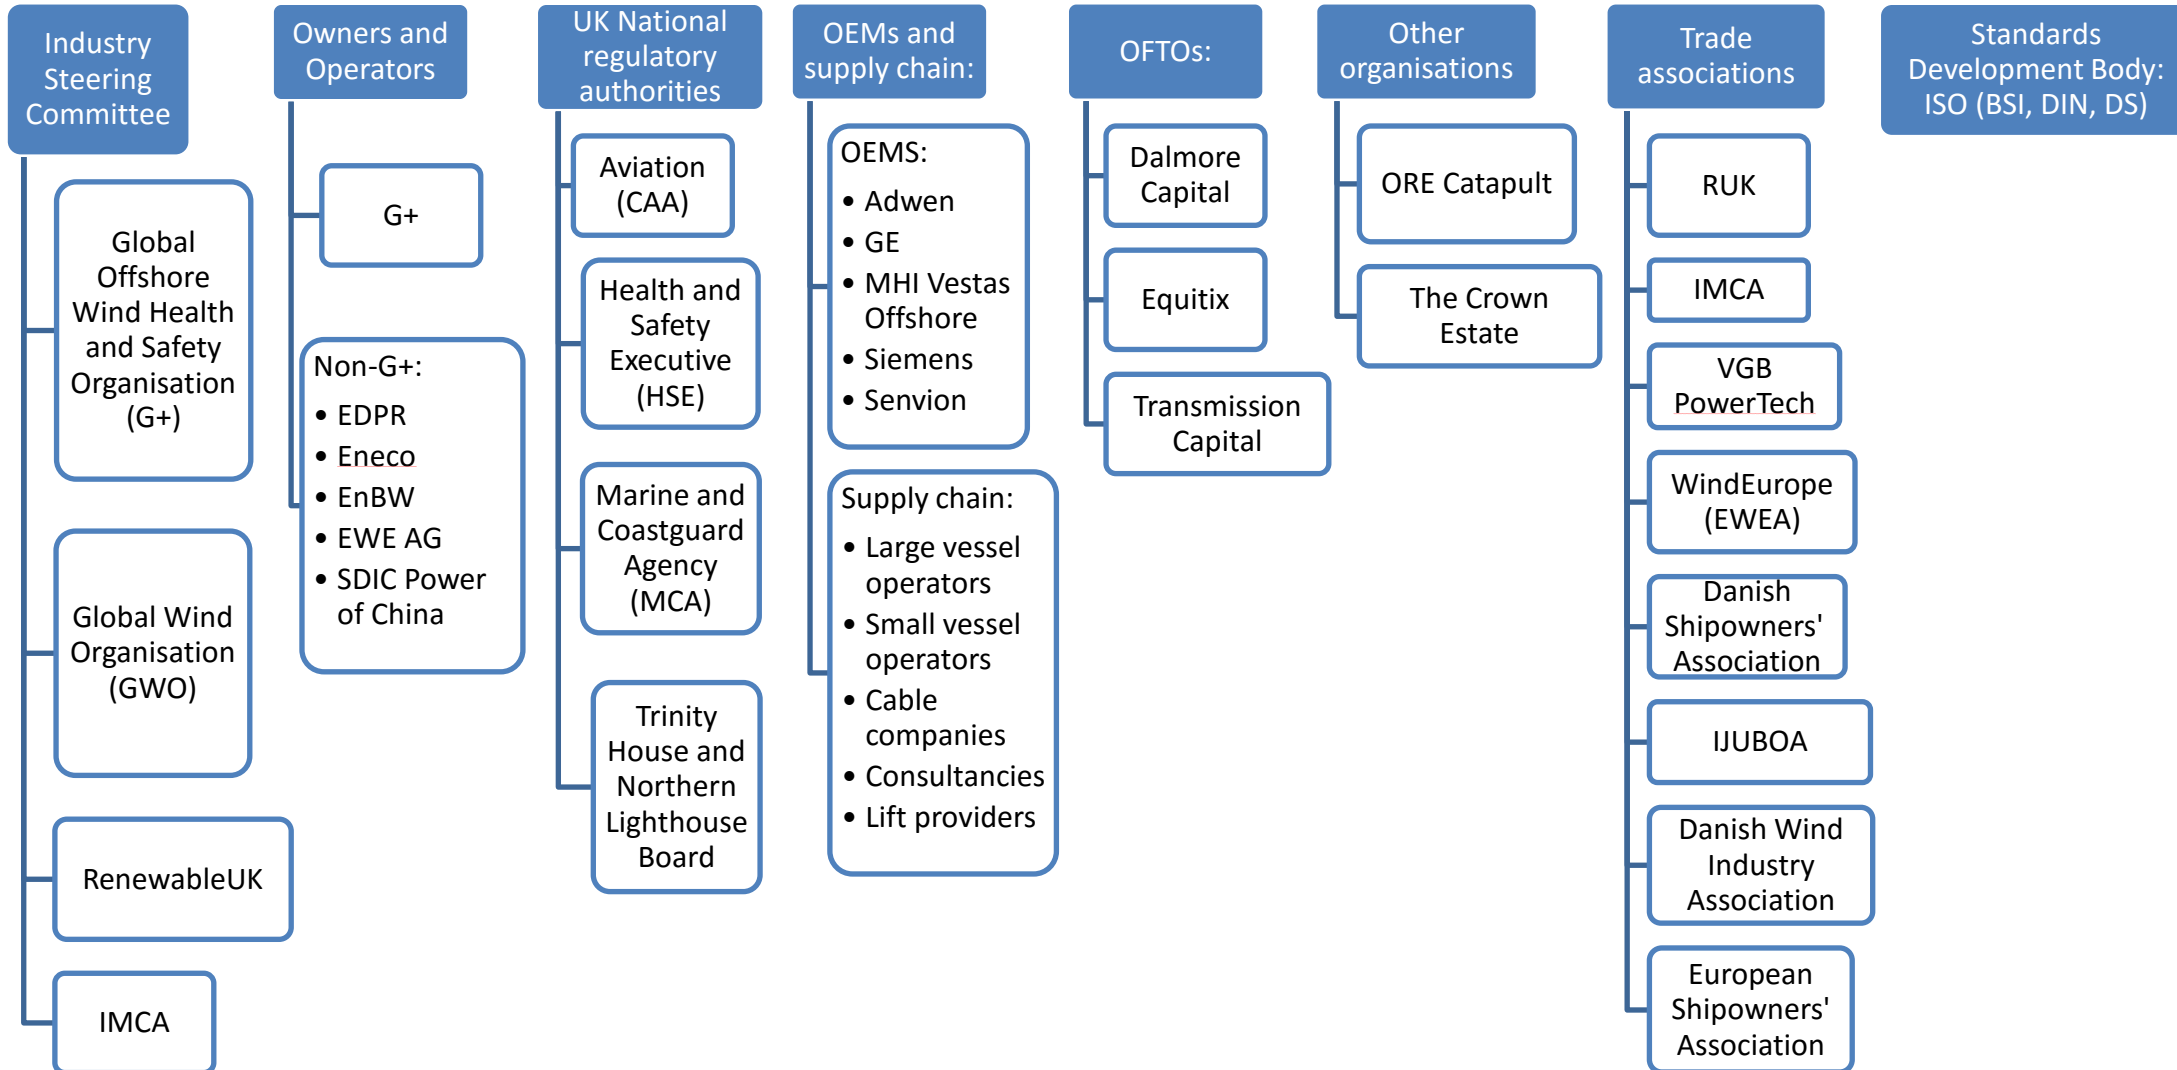 Industry
Steering
Committee
Global
Offshore
Wind Health
and Safety
Organisation
(G+)
Global Wind
Organisation
(GWO)
RenewableUK
IMCA
Owners and
Operators
G+
Non-G+:
• EDPR
• Eneco
• EnBW
• EWE AG
• SDIC Power
of China
UK National
regulatory
authorities
Aviation
(CAA)
Health and
Safety
Executive
(HSE)
Marine and
Coastguard
Agency
(MCA)
Trinity
House and
Northern
Lighthouse
Board
OEMs and
supply chain:
OEMS:
• Adwen
• GE
• MHI Vestas
Offshore
• Siemens
• Senvion
Supply chain:
• Large vessel
operators
• Small vessel
operators
• Cable
companies
• Consultancies
• Lift providers
OFTOs:
Dalmore
Capital
Equitix
Transmission
Capital
Other
organisations
ORE Catapult
The Crown
Estate
Trade
associations
RUK
IMCA
VGB
PowerTech
WindEurope
(EWEA)
Danish
Shipowners'
Association
IJUBOA
Danish Wind
Industry
Association
European
Shipowners'
Association
Standards
Development Body:
ISO (BSI, DIN, DS)